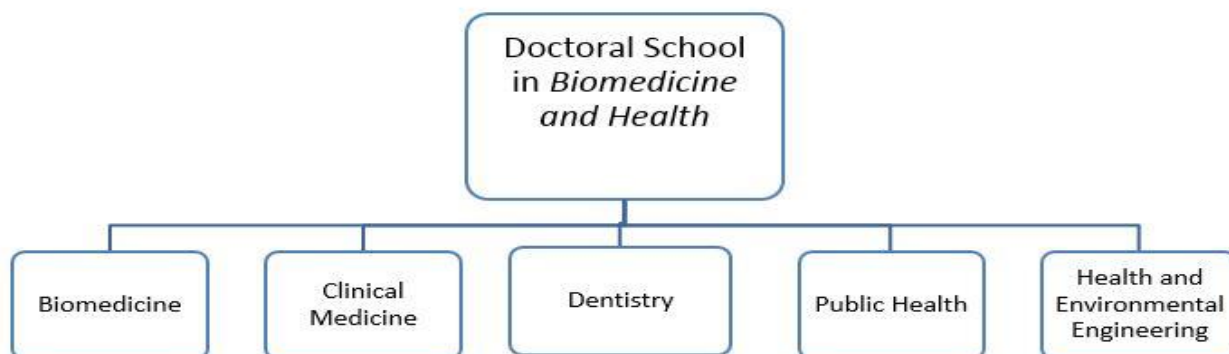 Doctoral School
in Biomedicine
and Health
Biomedicine
Clinical
Medicine
Dentistry
Public Health
Health and
Environmental
Engineering